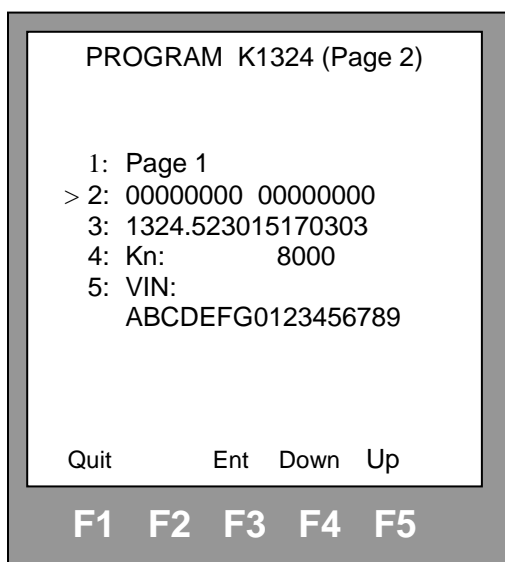 PROGRAM K1324 (Page 2)
1: Page 1
> 2: 00000000 00000000
3: 1324.523015170303
4: Kn: 8000
5: VIN:
ABCDEFG0123456789
Quit Ent Down Up
F1 F2 F3 F4 F5